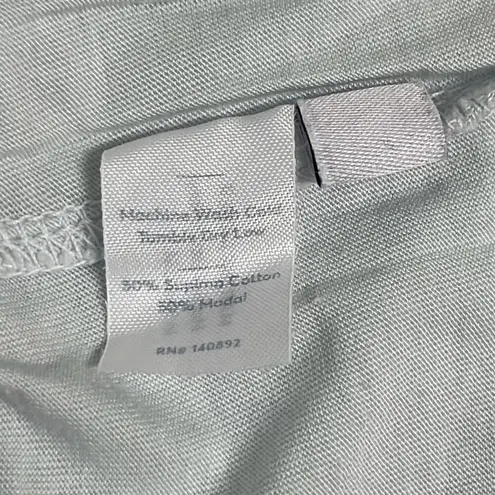 Machine Wash Cold
Tumble Dry Low
50% Supima Cotton
50% Modal
RN# 140892